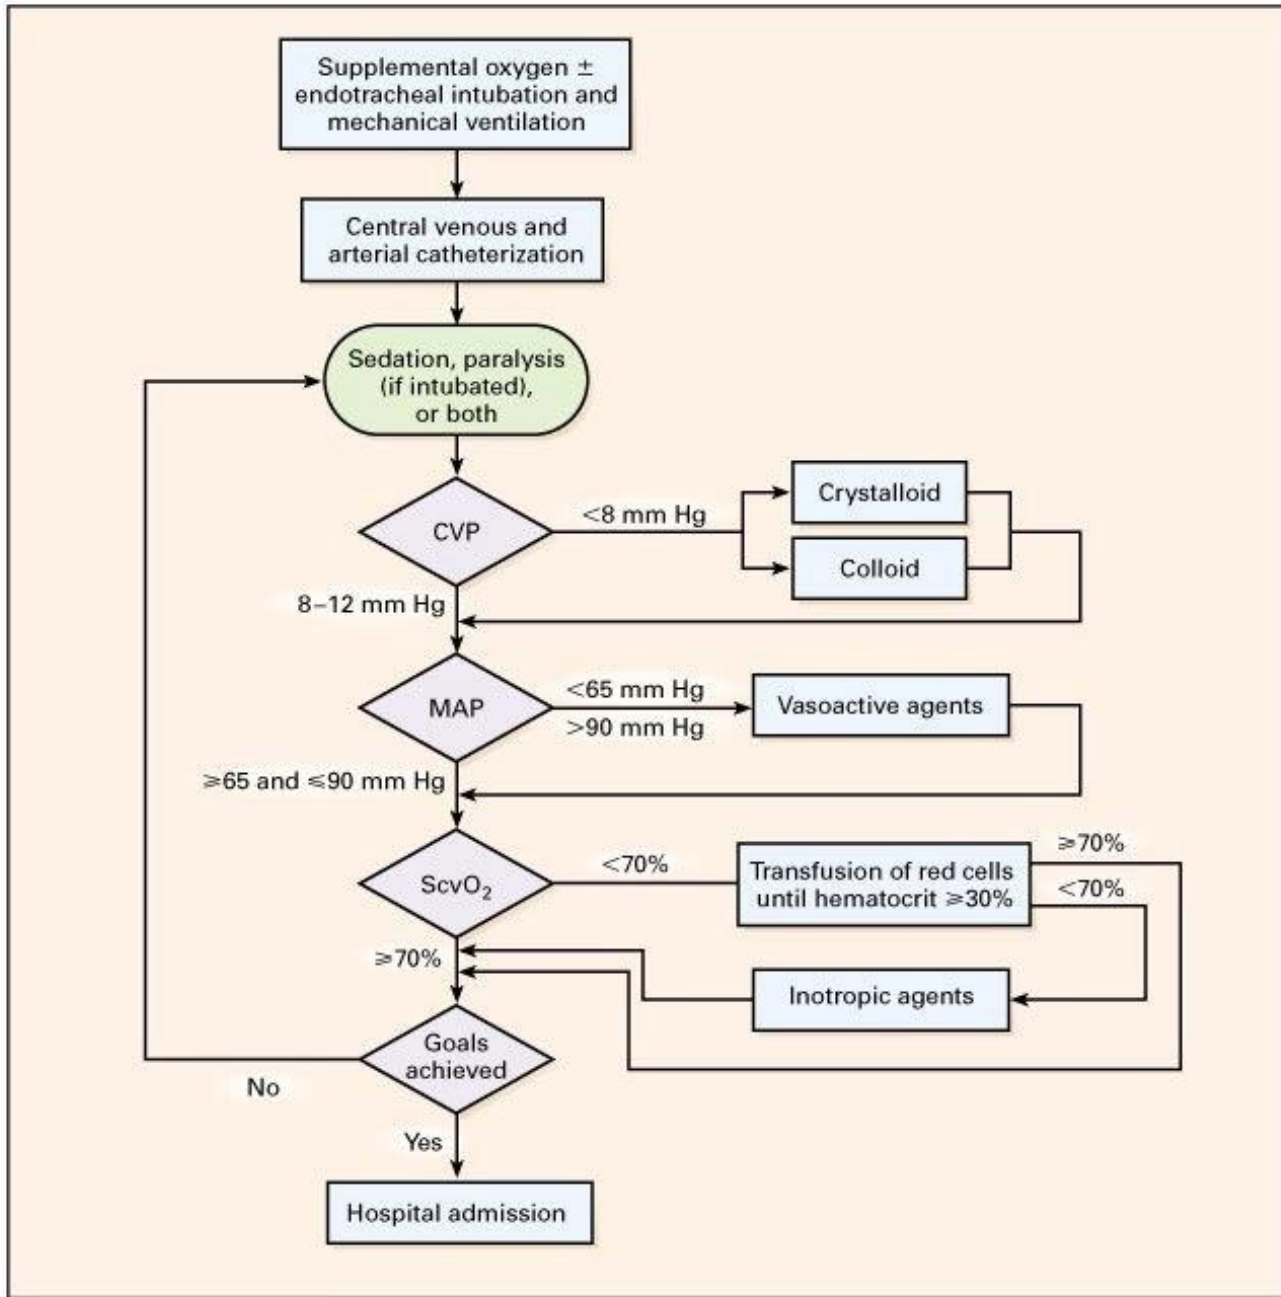 Supplemental oxygen ±
endotracheal intubation and
mechanical ventilation
Central venous and
arterial catheterization
Sedation, paralysis
(if intubated),
or both
CVP
<8 mm Hg
Crystalloid
Colloid
8–12 mm Hg
MAP
<65 mm Hg
>90 mm Hg
Vasoactive agents
⩾65 and ⩽90 mm Hg
ScvO₂
<70%
Transfusion of red cells
until hematocrit ⩾30%
⩾70%
<70%
⩾70%
Inotropic agents
Goals
achieved
No
Yes
Hospital admission